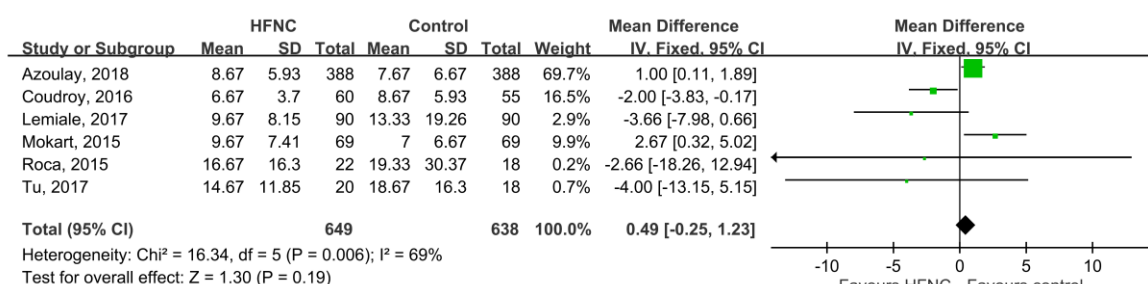 HFNC Control Mean Difference Mean Difference
Study or Subgroup Mean SD Total Mean SD Total Weight IV, Fixed, 95% CI IV, Fixed, 95% CI
Azoulay, 2018 8.67 5.93 388 7.67 6.67 388 69.7% 1.00 [0.11, 1.89]
Coudroy, 2016 6.67 3.7 60 8.67 5.93 55 16.5% -2.00 [-3.83, -0.17]
Lemiale, 2017 9.67 8.15 90 13.33 19.26 90 2.9% -3.66 [-7.98, 0.66]
Mokart, 2015 9.67 7.41 69 7 6.67 69 9.9% 2.67 [0.32, 5.02]
Roca, 2015 16.67 16.3 22 19.33 30.37 18 0.2% -2.66 [-18.26, 12.94]
Tu, 2017 14.67 11.85 20 18.67 16.3 18 0.7% -4.00 [-13.15, 5.15]
Total (95% CI) 649 638 100.0% 0.49 [-0.25, 1.23]
Heterogeneity: Chi² = 16.34, df = 5 (P = 0.006); I² = 69%
-10 -5 0 5 10
Test for overall effect: Z = 1.30 (P = 0.19)
Favours HFNC Favours control